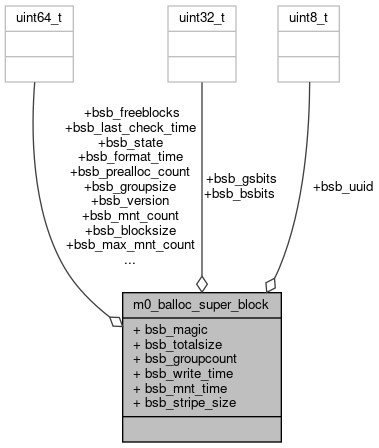 uint64_t
uint32_t
uint8_t
+bsb_freeblocks
+bsb_last_check_time
+bsb_state
+bsb_format_time
+bsb_prealloc_count
+bsb_groupsize
+bsb_version
+bsb_mnt_count
+bsb_blocksize
+bsb_max_mnt_count
...
+bsb_gsbits
+bsb_bsbits
+bsb_uuid
m0_balloc_super_block
+ bsb_magic
+ bsb_totalsize
+ bsb_groupcount
+ bsb_write_time
+ bsb_mnt_time
+ bsb_stripe_size